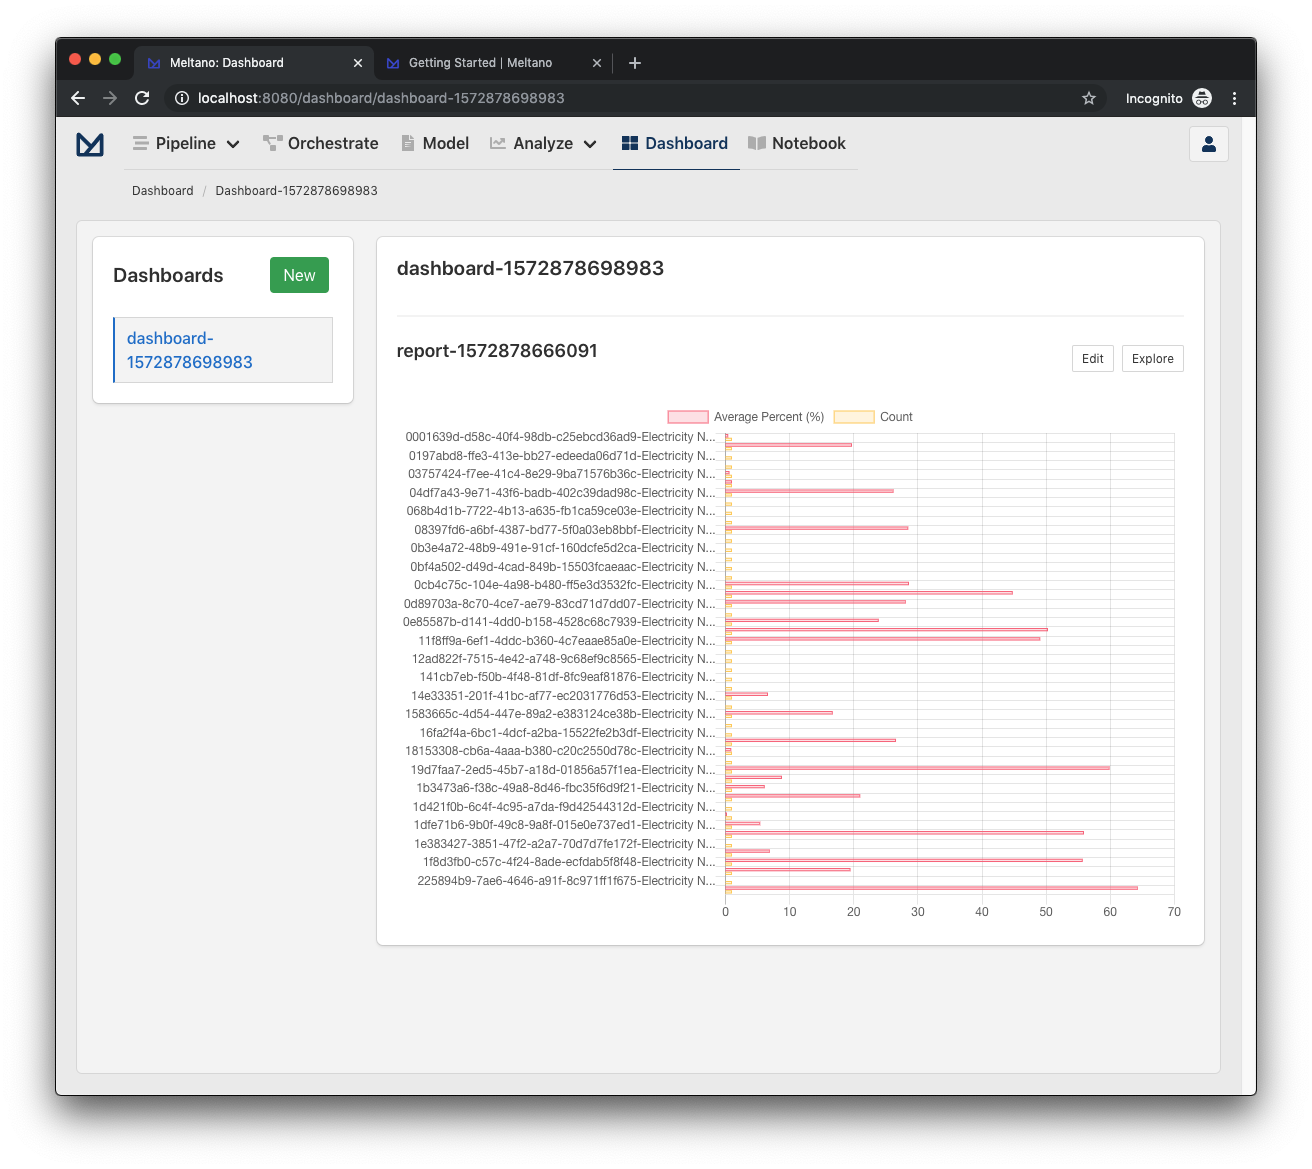 Meltano: Dashboard
Getting Started | Meltano
localhost:8080/dashboard/dashboard-1572878698983
Incognito
Pipeline Orchestrate Model Analyze Dashboard Notebook
Dashboard / Dashboard-1572878698983
Dashboards
New
dashboard-
1572878698983
dashboard-1572878698983
report-1572878666091
Edit Explore
Average Percent (%) Count
0001639d-d58c-40f4-98db-c25ebcd36ad9-Electricity N...
0197abd8-ffe3-413e-bb27-edeeda06d71d-Electricity N...
03757424-f7ee-41c4-8e29-9ba71576b36c-Electricity N...
04df7a43-9e71-43f6-badb-402c39dad98c-Electricity N...
068b4d1b-7722-4b13-a635-fb1ca59ce03e-Electricity N...
08397fd6-a6bf-4387-bd77-5f0a03eb8bbf-Electricity N...
0b3e4a72-48b9-491e-91cf-160dcfe5d2ca-Electricity N...
0bf4a502-d49d-4cad-849b-15503fcaeaac-Electricity N...
0cb4c75c-104e-4a98-b480-ff5e3d3532fc-Electricity N...
0d89703a-8c70-4ce7-ae79-83cd71d7dd07-Electricity N...
0e85587b-d141-4dd0-b158-4528c68c7939-Electricity N...
11f8ff9a-6ef1-4ddc-b360-4c7eaae85a0e-Electricity N...
12ad822f-7515-4e42-a748-9c68ef9c8565-Electricity N...
141cb7eb-f50b-4f48-81df-8fc9eaf81876-Electricity N...
14e33351-201f-41bc-af77-ec2031776d53-Electricity N...
1583665c-4d54-447e-89a2-e383124ce38b-Electricity N...
16fa2f4a-6bc1-4dcf-a2ba-15522fe2b3df-Electricity N...
18153308-cb6a-4aaa-b380-c20c2550d78c-Electricity N...
19d7faa7-2ed5-45b7-a18d-01856a57f1ea-Electricity N...
1b3473a6-f38c-49a8-8d46-fbc35f6d9f21-Electricity N...
1d421f0b-6c4f-4c95-a7da-f9d42544312d-Electricity N...
1dfe71b6-9b0f-49c8-9a8f-015e0e737ed1-Electricity N...
1e383427-3851-47f2-a2a7-70d7d7fe172f-Electricity N...
1f8d3fb0-c57c-4f24-8ade-ecfdab5f8f48-Electricity N...
225894b9-7ae6-4646-a91f-8c971ff1f675-Electricity N...
0 10 20 30 40 50 60 70